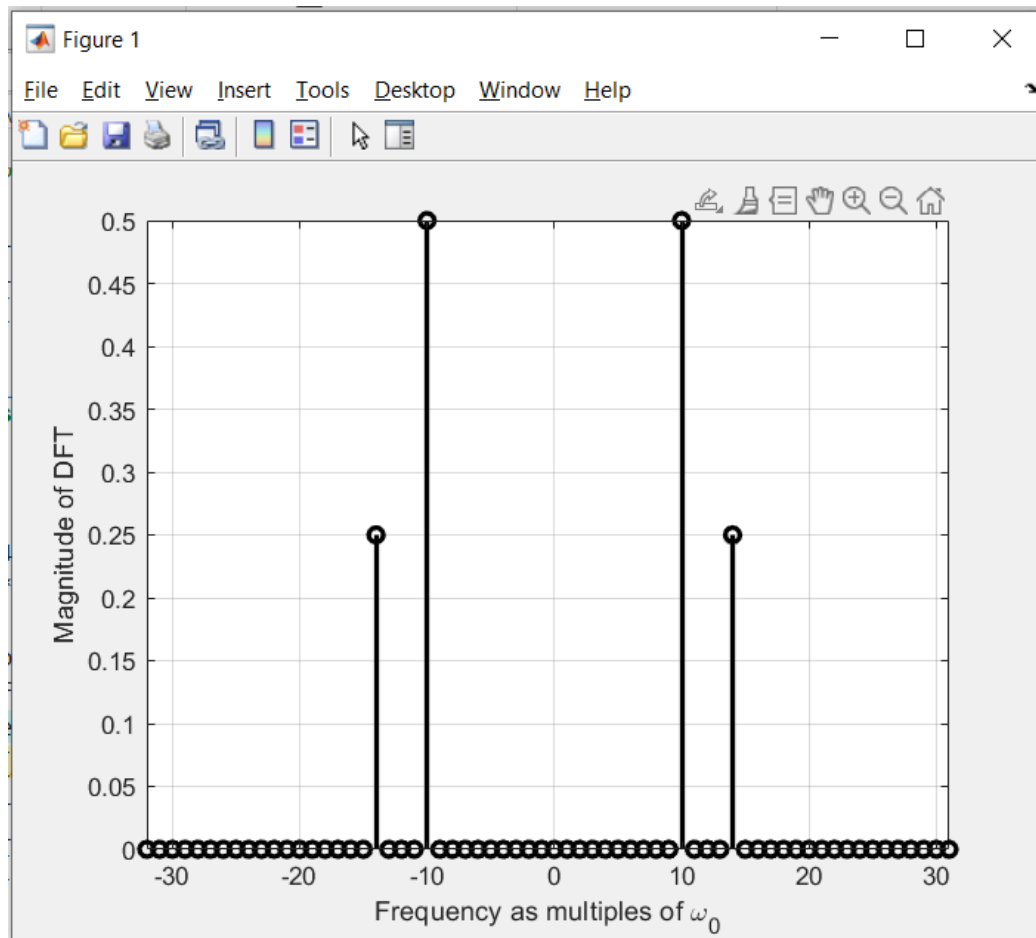 Figure 1
File Edit View Insert Tools Desktop Window Help
0.5
0.45
0.4
0.35
0.3
0.25
0.2
0.15
0.1
0.05
0
Magnitude of DFT
-30 -20 -10 0 10 20 30
Frequency as multiples of ω₀